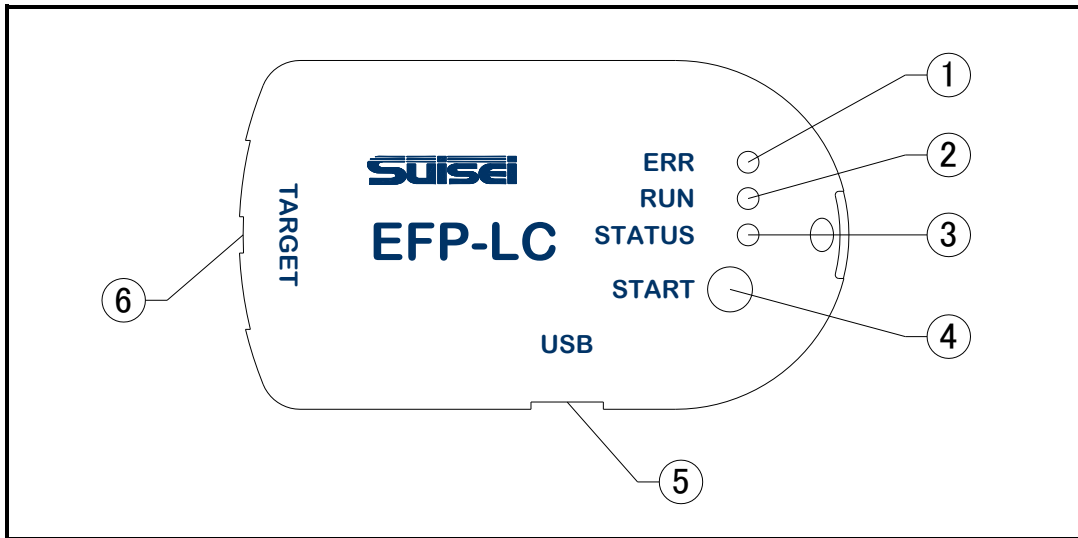 ①
Suisei
ERR
②
RUN
TARGET
EFP-LC
STATUS
③
START
⑥
④
USB
⑤